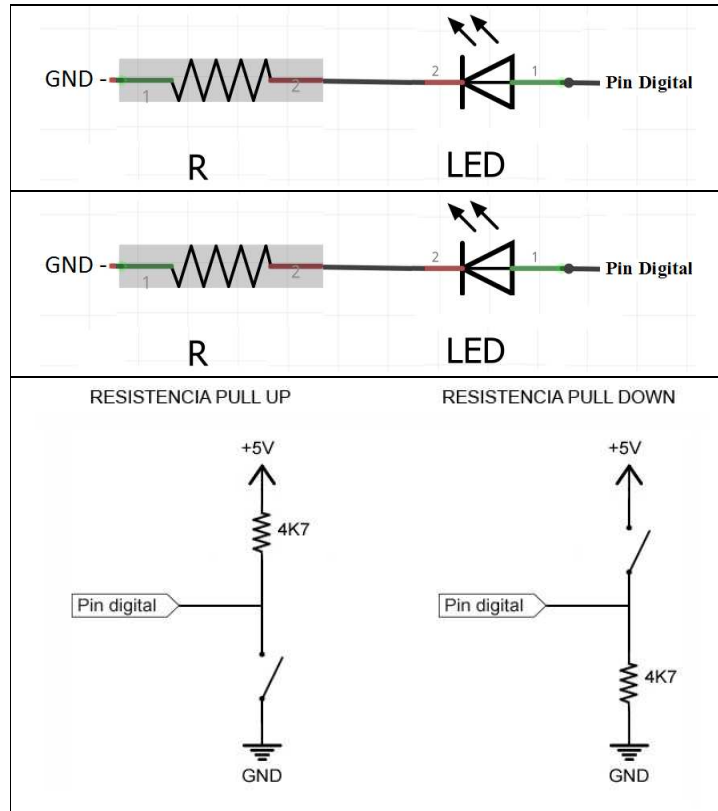 GND -
1
2
2
1
Pin Digital
R
LED
GND -
1
2
2
1
Pin Digital
R
LED
RESISTENCIA PULL UP
RESISTENCIA PULL DOWN
+5V
+5V
4K7
Pin digital
Pin digital
4K7
GND
GND